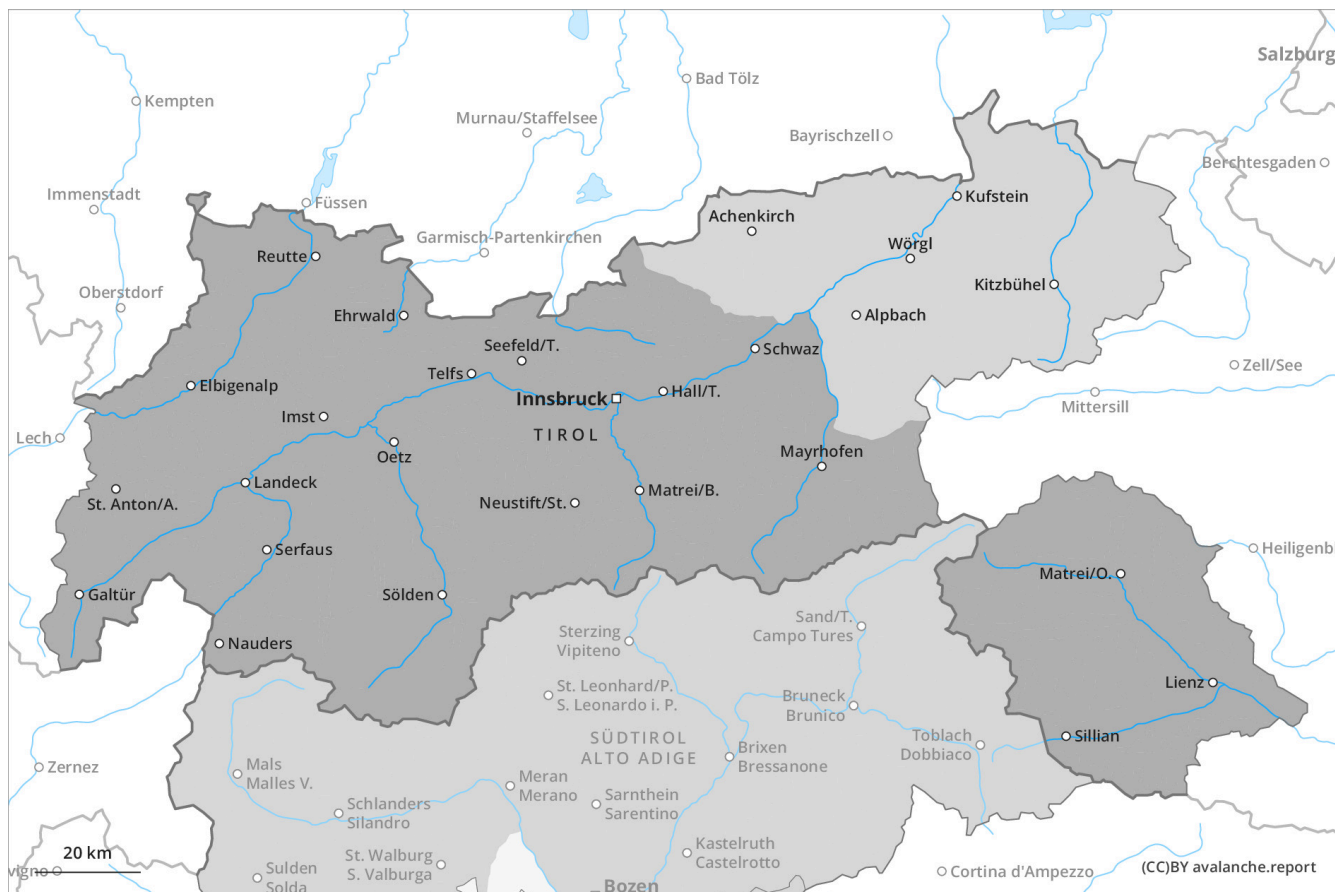 Salzburg
Bad Tölz
Kempten
Murnau/Staffelsee
Bayrischzell
Berchtesgaden
Immenstadt
Füssen
Kufstein
Achenkirch
Garmisch-Partenkirchen
Wörgl
Reutte
Kitzbühel
Oberstdorf
Ehrwald
Alpbach
Seefeld/T.
Schwaz
Zell/See
Telfs
Elbigenalp
Hall/T.
Innsbruck
Mittersill
Imst
Lech
TIROL
Oetz
Mayrhofen
Landeck
Matrei/B.
St. Anton/A.
Neustift/St.
Serfaus
Heiligenb
Matrei/O.
Galtür
Sölden
Sand/T.
Campo Tures
Sterzing
Vipiteno
Nauders
Lienz
St. Leonhard/P.
S. Leonardo i. P.
Bruneck
Brunico
SÜDTIROL
ALTO ADIGE
Toblach
Dobbiaco
Sillian
Brixen
Bressanone
Zernez
Mals
Malles V.
Meran
Merano
Schlanders
Silandro
Sarnthein
Sarentino
Kastelruth
Castelrotto
20 km
St. Walburg
S. Valburga
vigno
Sulden
Solda
Bozen
Cortina d'Ampezzo
(CC)BY avalanche.report